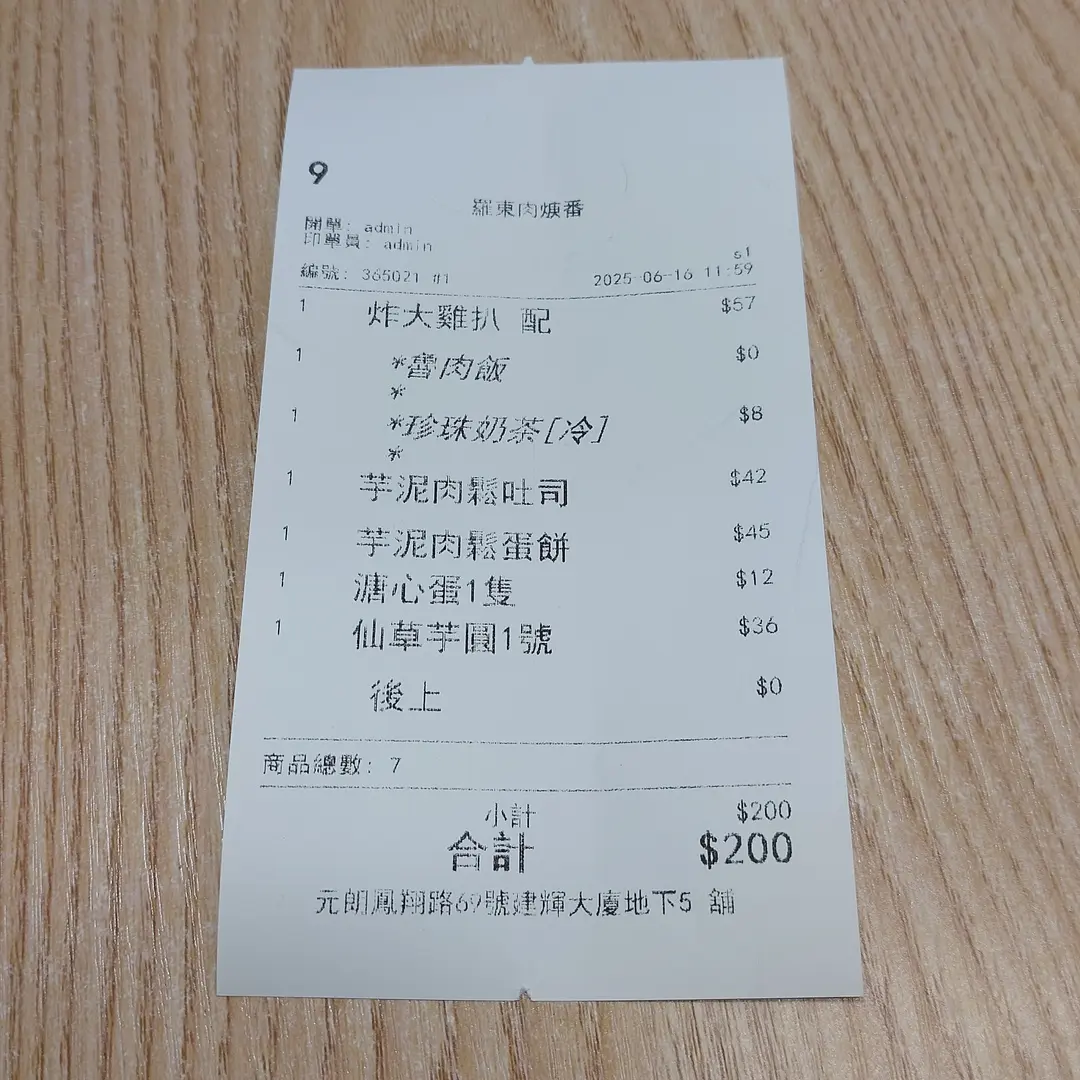 9
羅東肉焿番
開單: admin
印單員: admin
s1
編號: 365021 #1 2025-06-16 11:59
1 炸大雞扒 配 $57
1 *魯肉飯 $0
*
1 *珍珠奶茶[冷] $8
*
1 芋泥肉鬆吐司 $42
1 芋泥肉鬆蛋餅 $45
1 溏心蛋1隻 $12
1 仙草芋圓1號 $36
後上 $0
商品總數: 7
小計 $200
合計 $200
元朗鳳翔路69號建輝大廈地下5 舖